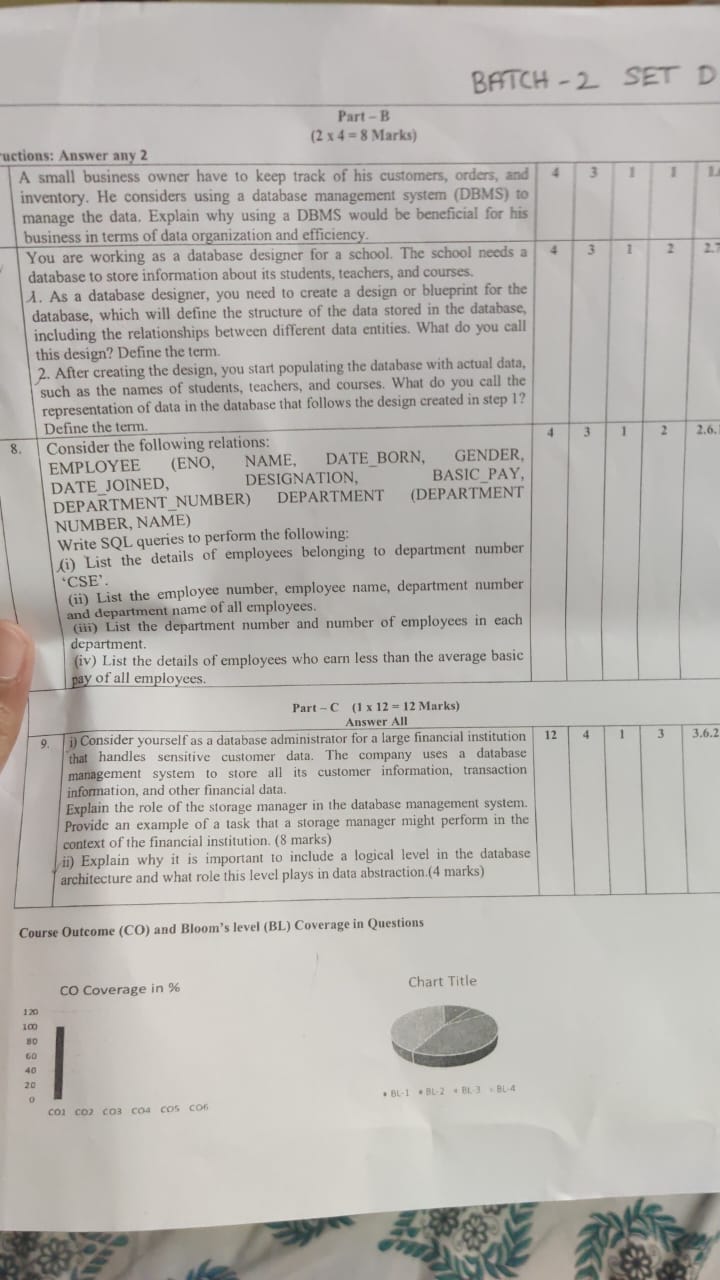 BATCH - 2 SET D
Part – B
(2 x 4 = 8 Marks)
ructions: Answer any 2
A small business owner have to keep track of his customers, orders, and 4 3 1 1
inventory. He considers using a database management system (DBMS) to
manage the data. Explain why using a DBMS would be beneficial for his
business in terms of data organization and efficiency.
You are working as a database designer for a school. The school needs a 4 3 1 2 2.7
database to store information about its students, teachers, and courses.
1. As a database designer, you need to create a design or blueprint for the
database, which will define the structure of the data stored in the database,
including the relationships between different data entities. What do you call
this design? Define the term.
2. After creating the design, you start populating the database with actual data,
such as the names of students, teachers, and courses. What do you call the
representation of data in the database that follows the design created in step 1?
Define the term.
8. Consider the following relations: 4 3 1 2 2.6.
EMPLOYEE (ENO, NAME, DATE_BORN, GENDER,
DATE_JOINED, DESIGNATION, BASIC_PAY,
DEPARTMENT_NUMBER) DEPARTMENT (DEPARTMENT
NUMBER, NAME)
Write SQL queries to perform the following:
(i) List the details of employees belonging to department number
‘CSE’.
(ii) List the employee number, employee name, department number
and department name of all employees.
(iii) List the department number and number of employees in each
department.
(iv) List the details of employees who earn less than the average basic
pay of all employees.
Part – C (1 x 12 = 12 Marks)
Answer All
9. i) Consider yourself as a database administrator for a large financial institution 12 4 1 3 3.6.2
that handles sensitive customer data. The company uses a database
management system to store all its customer information, transaction
information, and other financial data.
Explain the role of the storage manager in the database management system.
Provide an example of a task that a storage manager might perform in the
context of the financial institution. (8 marks)
ii) Explain why it is important to include a logical level in the database
architecture and what role this level plays in data abstraction.(4 marks)
Course Outcome (CO) and Bloom's level (BL) Coverage in Questions
CO Coverage in %
120
100
80
60
40
20
0
CO1 CO2 CO3 CO4 CO5 CO6
Chart Title
BL-1 BL-2 BL-3 BL-4